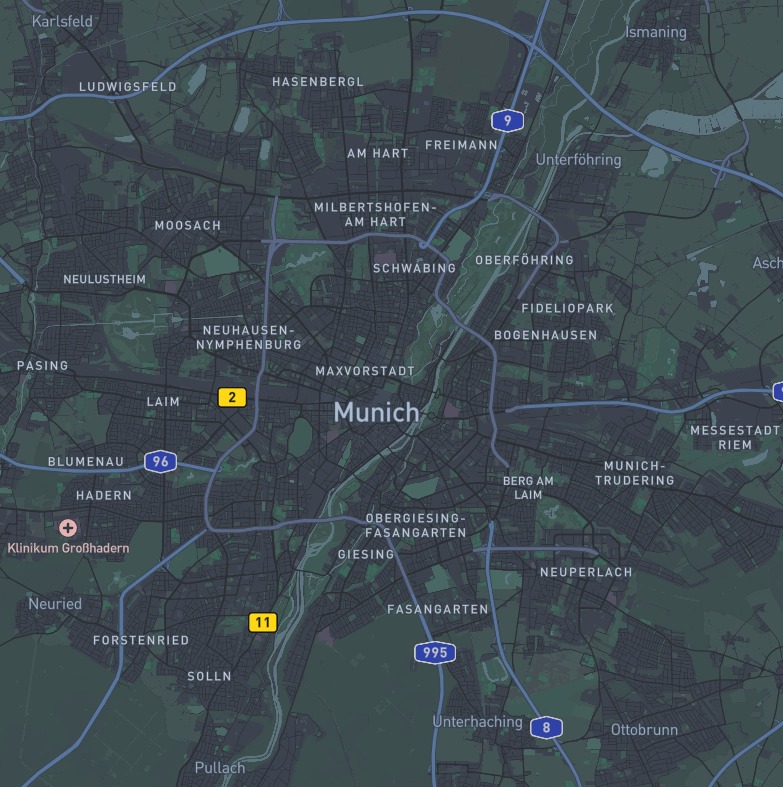 Karlsfeld
Ismaning
LUDWIGSFELD
HASENBERGL
9
FREIMANN
AM HART
Unterföhring
MILBERTSHOFEN-
AM HART
MOOSACH
SCHWABING
OBERFÖHRING
Asch
NEULUSTHEIM
FIDELIOPARK
NEUHAUSEN-
NYMPHENBURG
BOGENHAUSEN
PASING
MAXVORSTADT
2
LAIM
Munich
MESSESTADT
RIEM
BLUMENAU
96
MUNICH-
TRUDERING
HADERN
BERG AM
LAIM
OBERGIESING-
FASANGARTEN
Klinikum Großhadern
GIESING
NEUPERLACH
Neuried
FASANGARTEN
11
FORSTENRIED
995
SOLLN
Unterhaching
8
Ottobrunn
Pullach